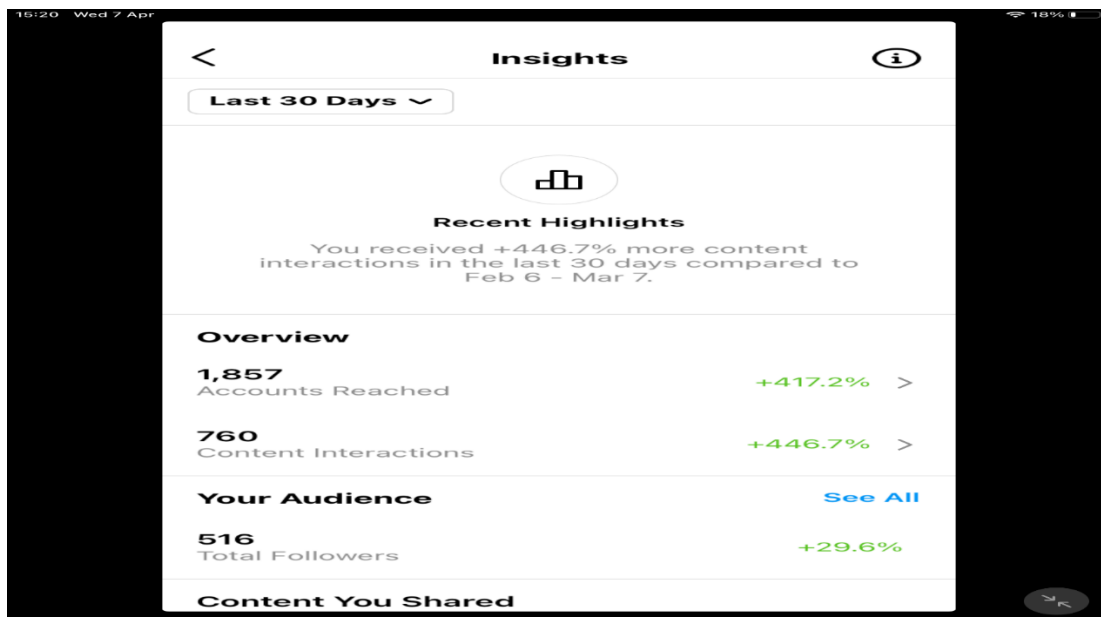 15:20 Wed 7 Apr
18%
Insights
Last 30 Days
Recent Highlights
You received +446.7% more content
interactions in the last 30 days compared to
Feb 6 – Mar 7.
Overview
1,857
Accounts Reached
+417.2%
760
Content Interactions
+446.7%
Your Audience
See All
516
Total Followers
+29.6%
Content You Shared